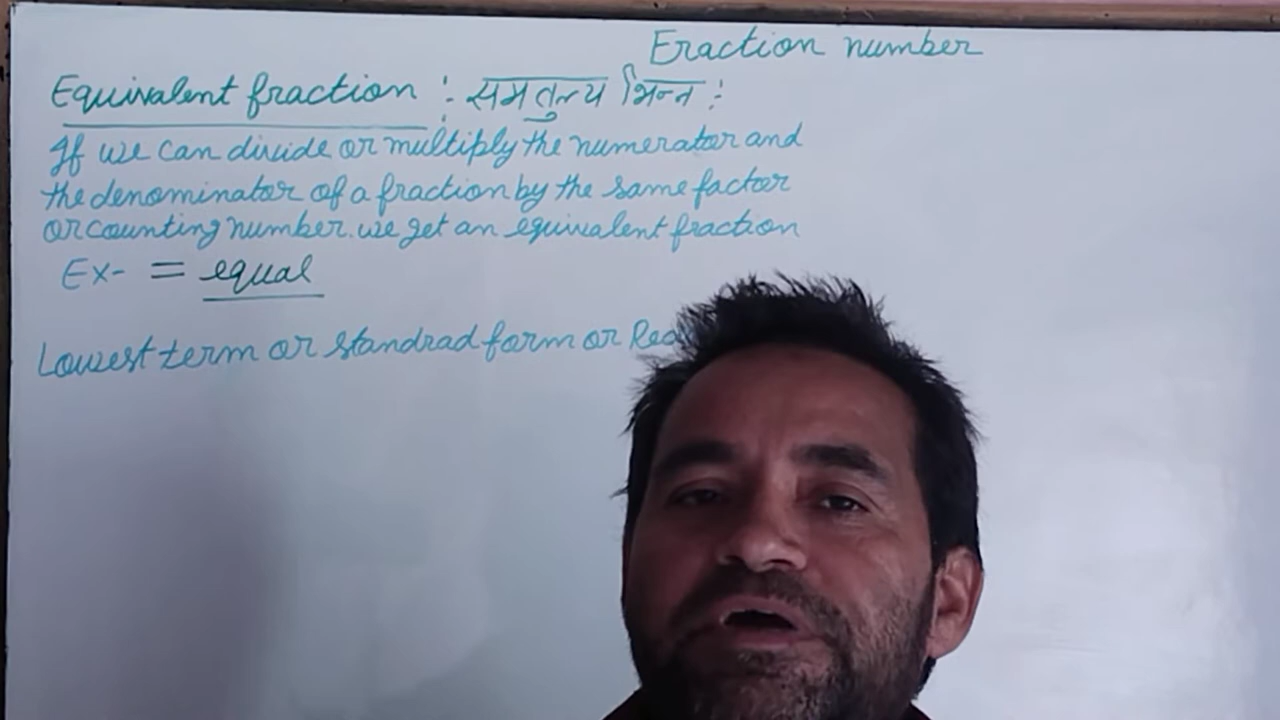 Fraction number
Equivalent fraction : समतुल्य भिन्न :
If we can divide or multiply the numerator and
the denominator of a fraction by the same factor
or counting number. we get an equivalent fraction
Ex- = equal
Lowest term or standrad form or